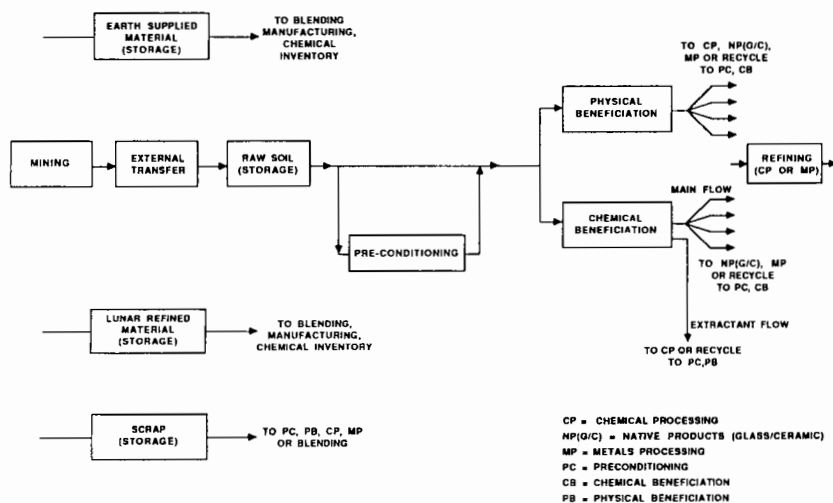 EARTH SUPPLIED
MATERIAL
(STORAGE)
TO BLENDING
MANUFACTURING,
CHEMICAL
INVENTORY
TO CP, NP(G/C),
MP OR RECYCLE
TO PC, CB
PHYSICAL
BENEFICIATION
MINING
EXTERNAL
TRANSFER
RAW SOIL
(STORAGE)
REFINING
(CP OR MP)
MAIN FLOW
PRE-CONDITIONING
CHEMICAL
BENEFICIATION
TO NP(G/C), MP
OR RECYCLE
TO PC, CB
LUNAR REFINED
MATERIAL
(STORAGE)
TO BLENDING,
MANUFACTURING,
CHEMICAL INVENTORY
EXTRACTANT FLOW
TO CP OR RECYCLE
TO PC,PB
SCRAP
(STORAGE)
TO PC, PB, CP, MP
OR BLENDING
CP = CHEMICAL PROCESSING
NP(G/C) = NATIVE PRODUCTS (GLASS/CERAMIC)
MP = METALS PROCESSING
PC = PRECONDITIONING
CB = CHEMICAL BENEFICIATION
PB = PHYSICAL BENEFICIATION